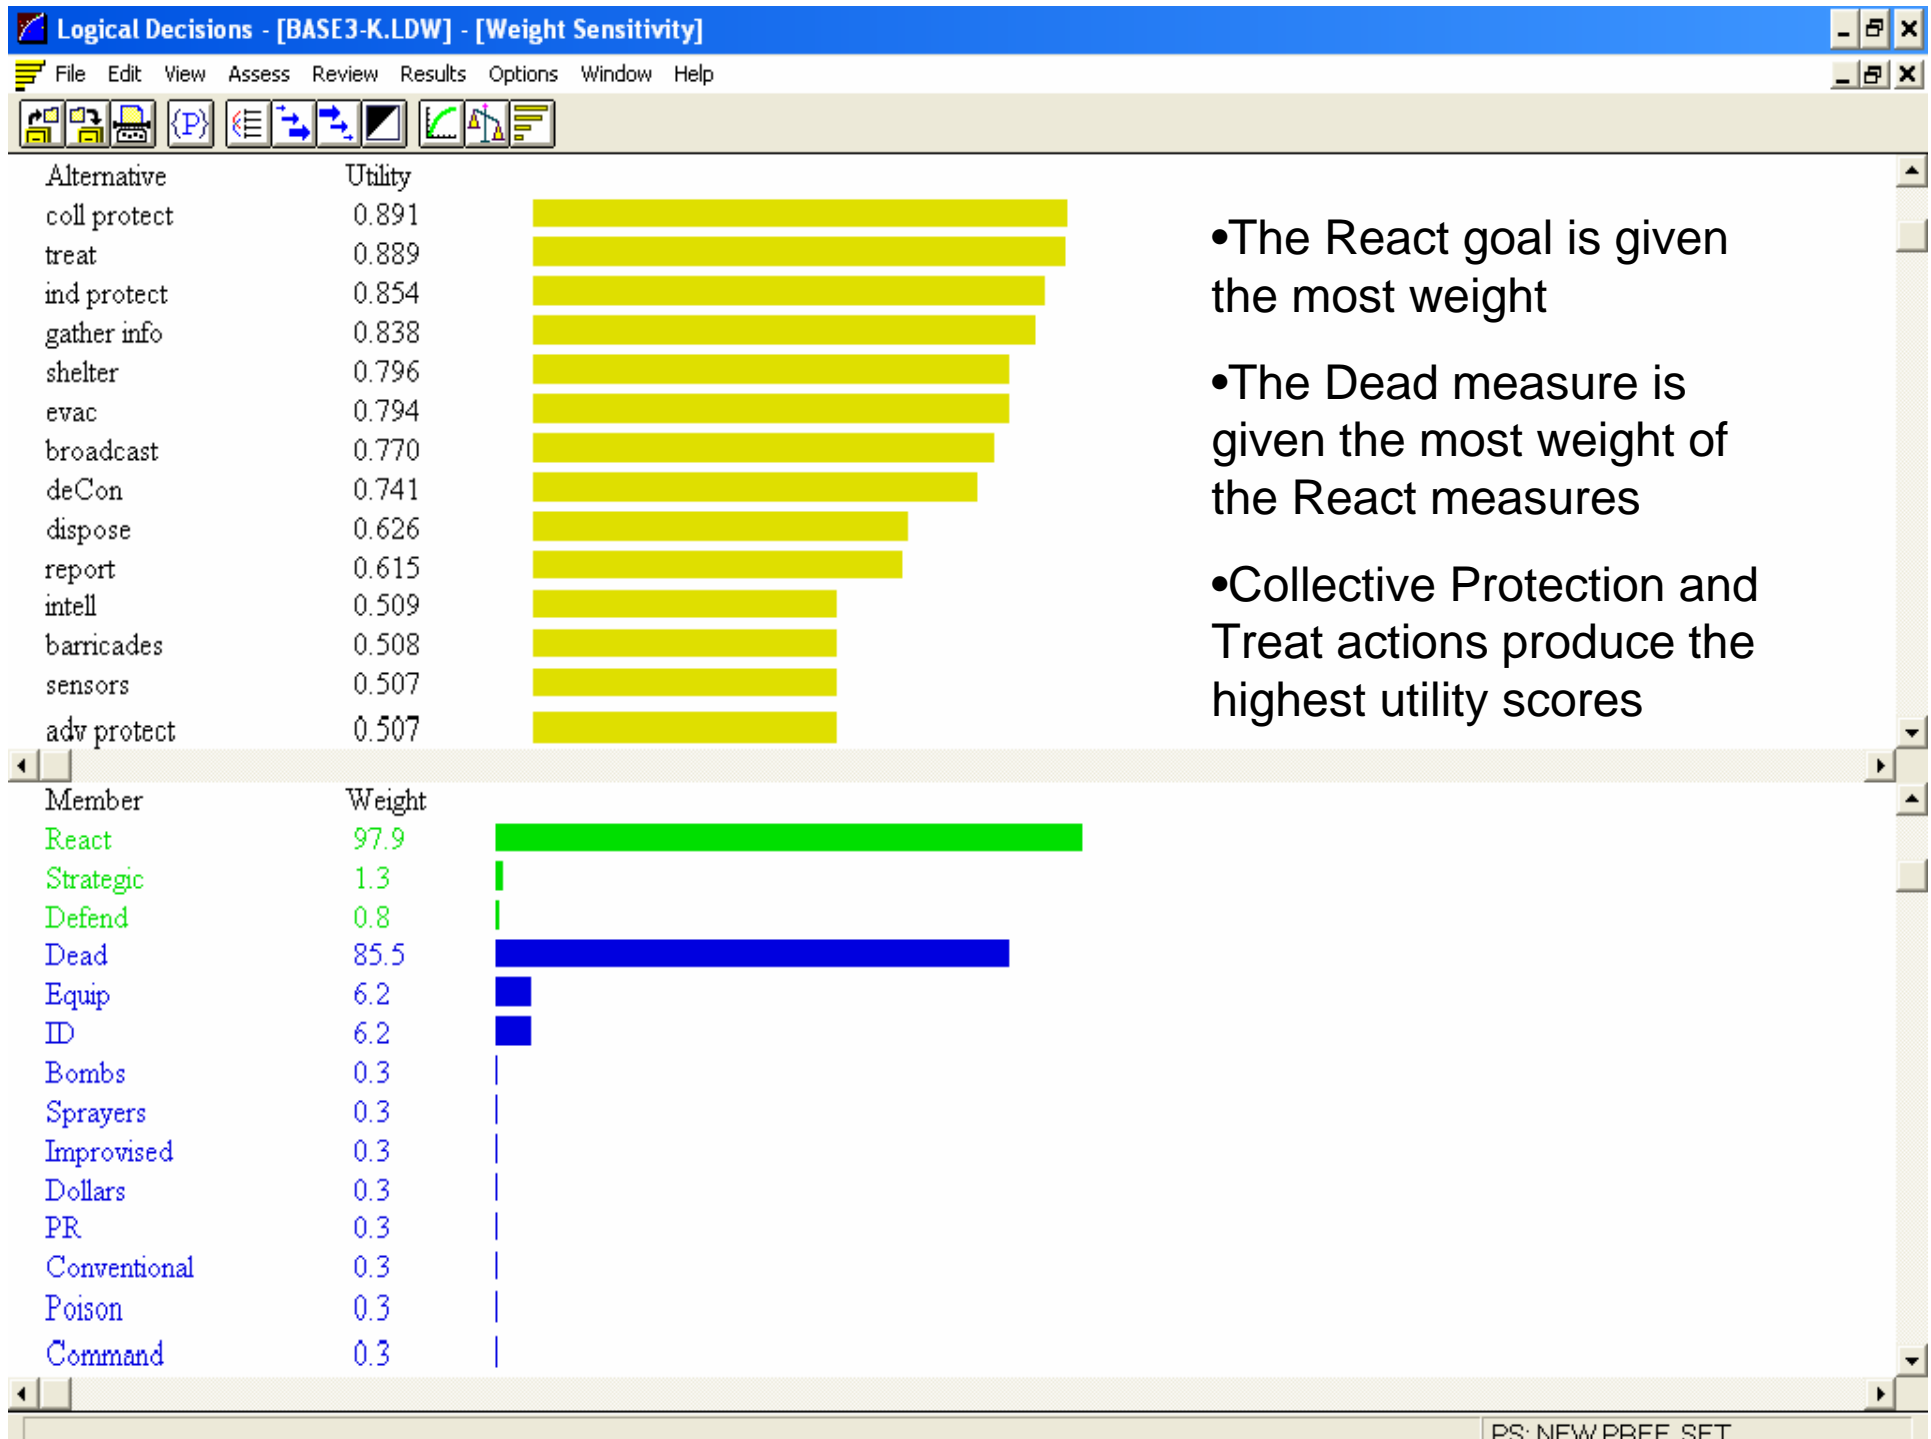 Logical Decisions - [BASE3-K.LDW] - [Weight Sensitivity]
File Edit View Assess Review Results Options Window Help
{P}
Alternative Utility
coll protect 0.891
treat 0.889
ind protect 0.854
gather info 0.838
shelter 0.796
evac 0.794
broadcast 0.770
deCon 0.741
dispose 0.626
report 0.615
intell 0.509
barricades 0.508
sensors 0.507
adv protect 0.507
•The React goal is given
the most weight
•The Dead measure is
given the most weight of
the React measures
•Collective Protection and
Treat actions produce the
highest utility scores
Member Weight
React 97.9
Strategic 1.3
Defend 0.8
Dead 85.5
Equip 6.2
ID 6.2
Bombs 0.3
Sprayers 0.3
Improvised 0.3
Dollars 0.3
PR 0.3
Conventional 0.3
Poison 0.3
Command 0.3
PS: NEW PREF. SET